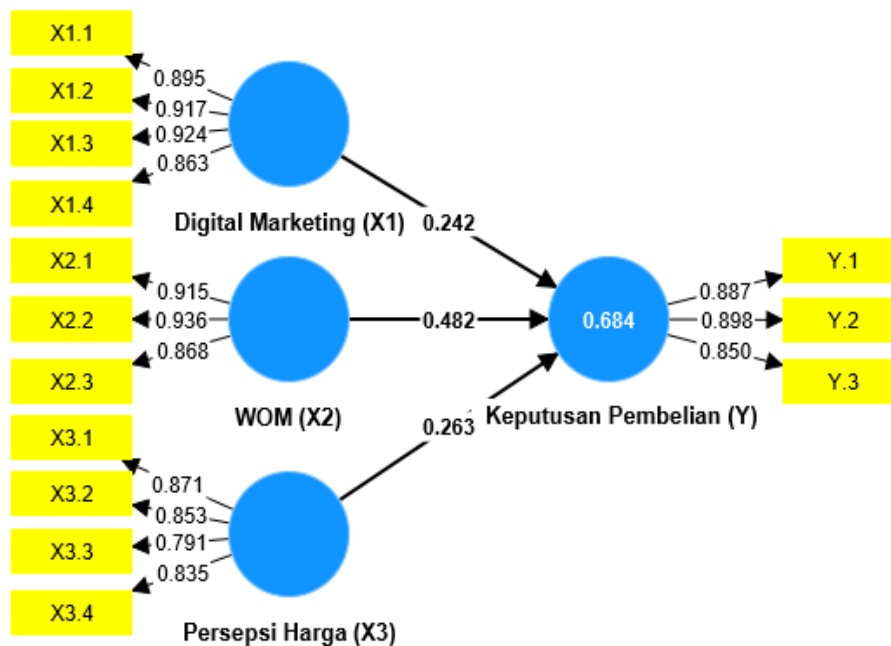 X1.1
0.895
X1.2
0.917
X1.3
0.924
0.863
X1.4
Digital Marketing (X1)
0.242
X2.1
0.915
X2.2
0.936
0.868
X2.3
WOM (X2)
0.482
X3.1
0.871
X3.2
0.853
X3.3
0.791
0.835
X3.4
Persepsi Harga (X3)
0.263
0.684
Keputusan Pembelian (Y)
0.887
Y.1
0.898
Y.2
0.850
Y.3